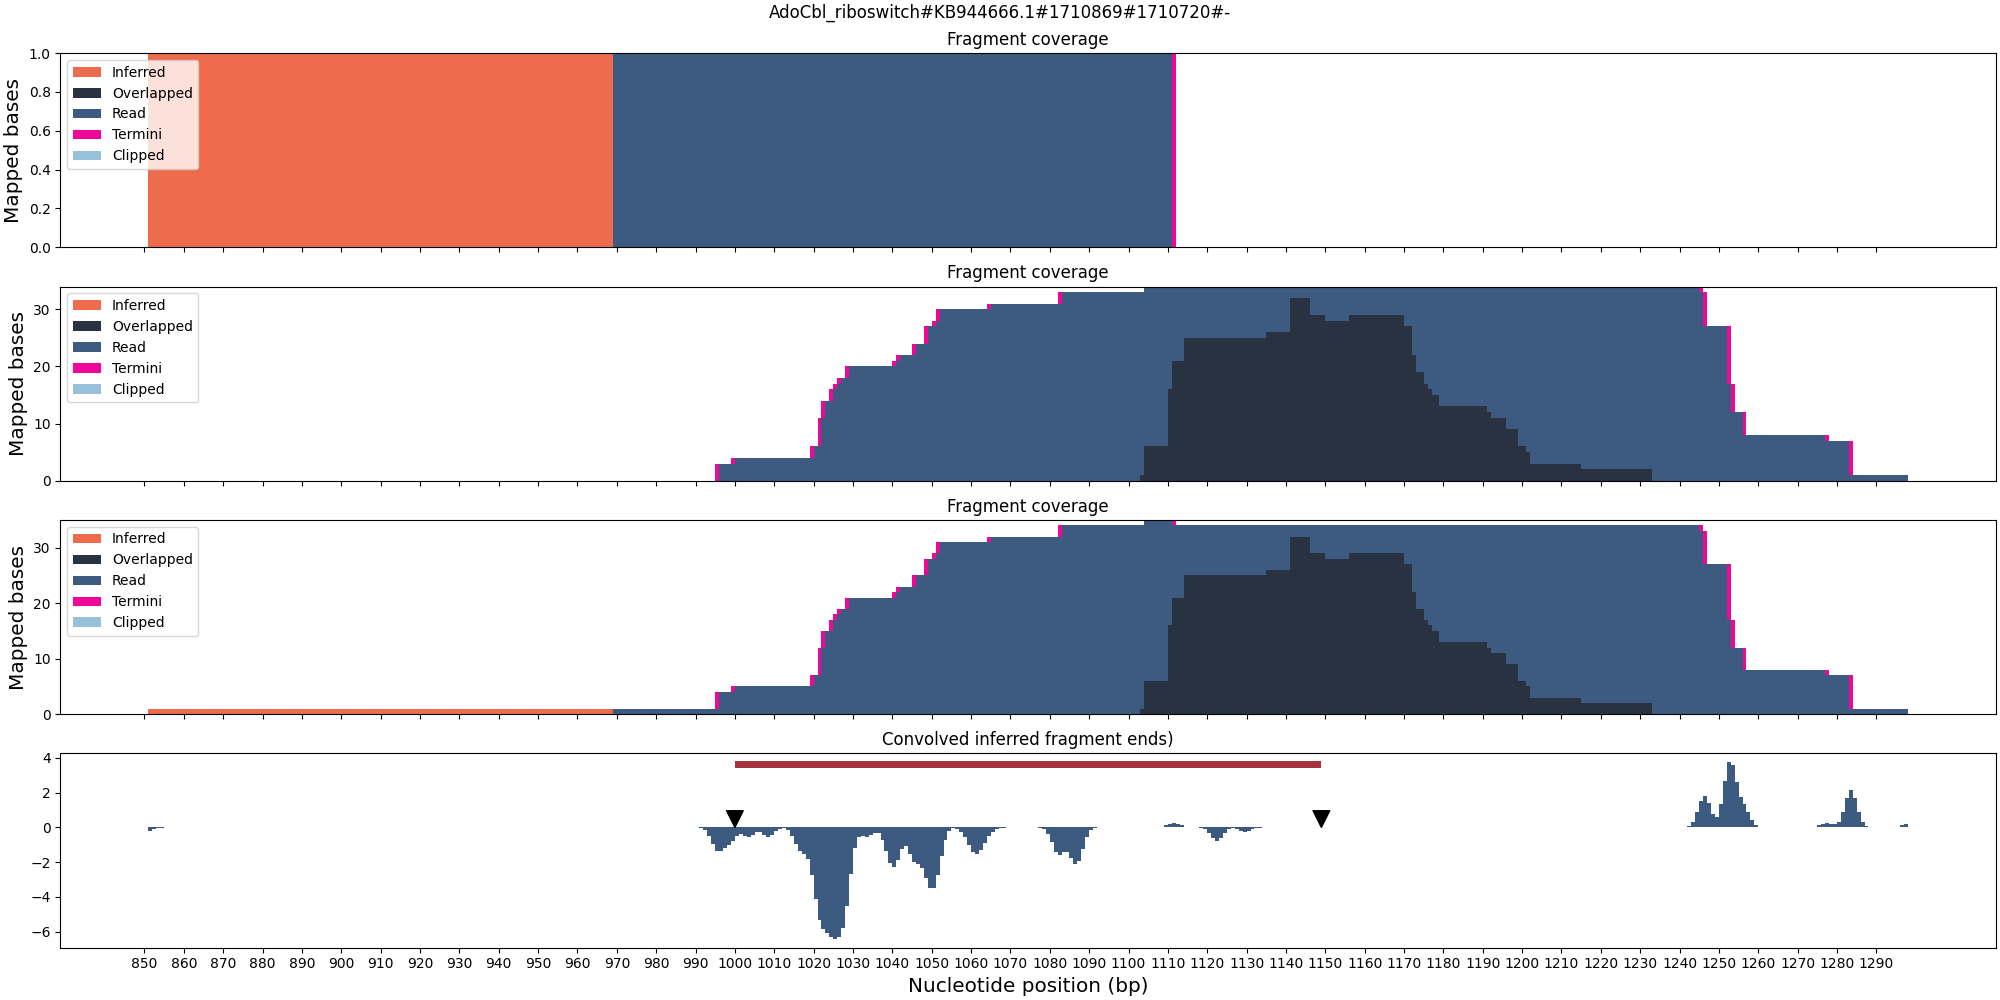 AdoCbl_riboswitch#KB944666.1#1710869#1710720#-
Fragment coverage
Mapped bases
1.0
0.8
0.6
0.4
0.2
0.0
Inferred
Overlapped
Read
Termini
Clipped
Fragment coverage
Mapped bases
30
20
10
0
Inferred
Overlapped
Read
Termini
Clipped
Fragment coverage
Mapped bases
30
20
10
0
Inferred
Overlapped
Read
Termini
Clipped
Convolved inferred fragment ends)
4
2
0
−2
−4
−6
850 860 870 880 890 900 910 920 930 940 950 960 970 980 990 1000 1010 1020 1030 1040 1050 1060 1070 1080 1090 1100 1110 1120 1130 1140 1150 1160 1170 1180 1190 1200 1210 1220 1230 1240 1250 1260 1270 1280 1290
Nucleotide position (bp)